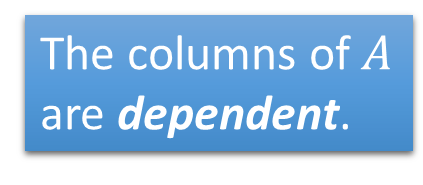 The columns of A
are dependent.